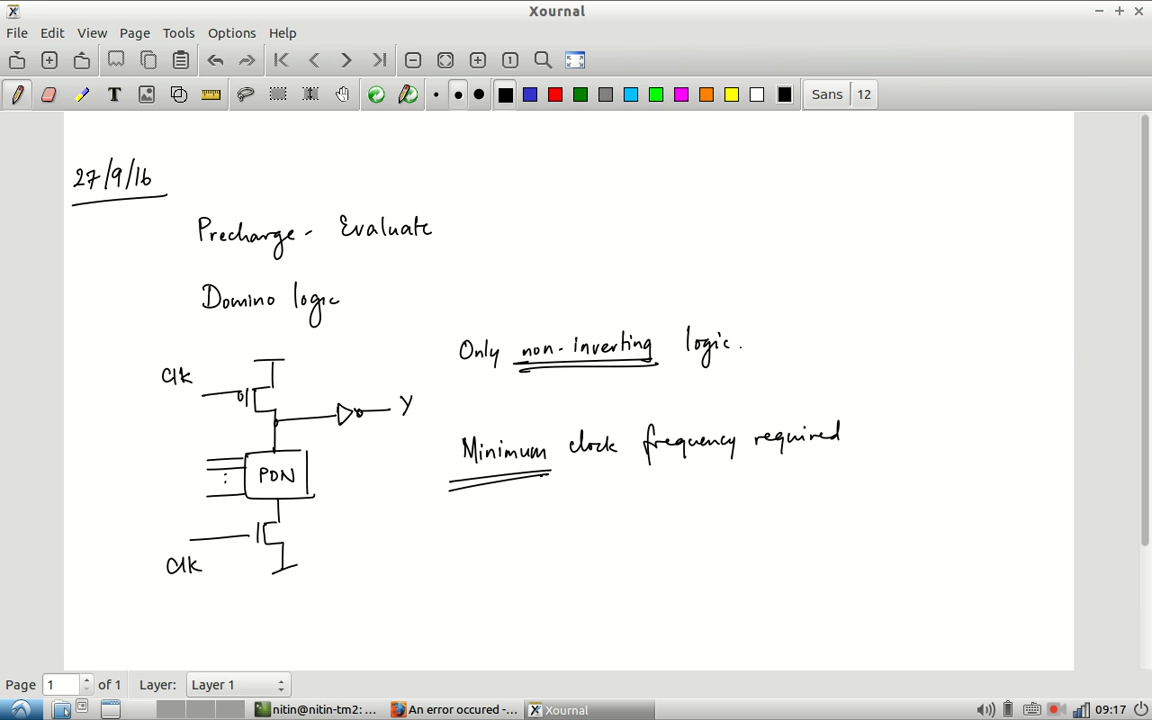 Xournal
File Edit View Page Tools Options Help
Sans 12
27/9/16
Precharge - Evaluate
Domino logic
Only non-inverting logic.
Clk
Y
Minimum clock frequency required
PDN
Clk
Page 1 of 1 Layer: Layer 1
nitin@nitin-tm2: ... An error occured -... Xournal 09:17